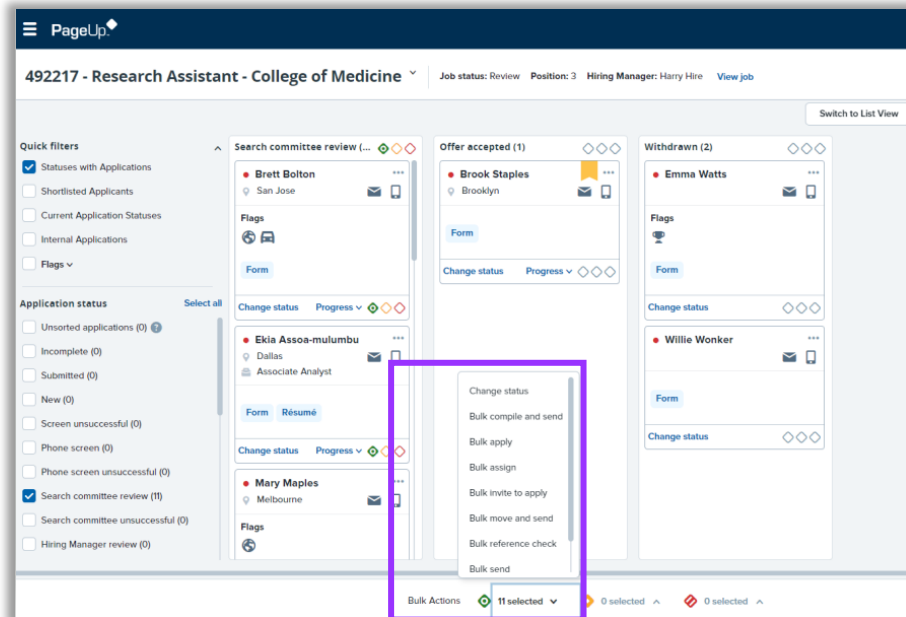 PageUp
492217 - Research Assistant - College of Medicine
Job status: Review Position: 3 Hiring Manager: Harry Hire View job
Switch to List View
Quick filters
Statuses with Applications
Shortlisted Applicants
Current Application Statuses
Internal Applications
Flags
Application status Select all
Unsorted applications (0) ?
Incomplete (0)
Submitted (0)
New (0)
Screen unsuccessful (0)
Phone screen (0)
Phone screen unsuccessful (0)
Search committee review (11)
Search committee unsuccessful (0)
Hiring Manager review (0)
Search committee review (...
Brett Bolton
San Jose
Flags
Form
Change status Progress
Ekia Assoa-mulumbu
Dallas
Associate Analyst
Form Résumé
Change status Progress
Mary Maples
Melbourne
Flags
Offer accepted (1)
Brook Staples
Brooklyn
Form
Change status Progress
Withdrawn (2)
Emma Watts
Flags
Form
Change status
Willie Wonker
Form
Change status
Change status
Bulk compile and send
Bulk apply
Bulk assign
Bulk invite to apply
Bulk move and send
Bulk reference check
Bulk send
Bulk Actions 11 selected 0 selected 0 selected